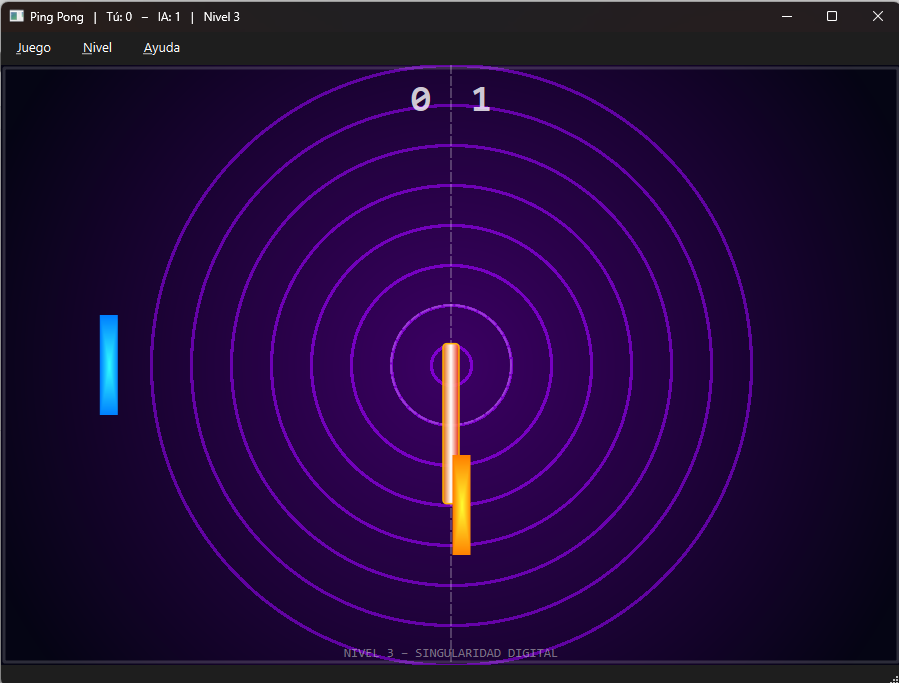 Ping Pong | Tú: 0 – IA: 1 | Nivel 3
Juego Nivel Ayuda
0 1
NIVEL 3 – SINGULARIDAD DIGITAL